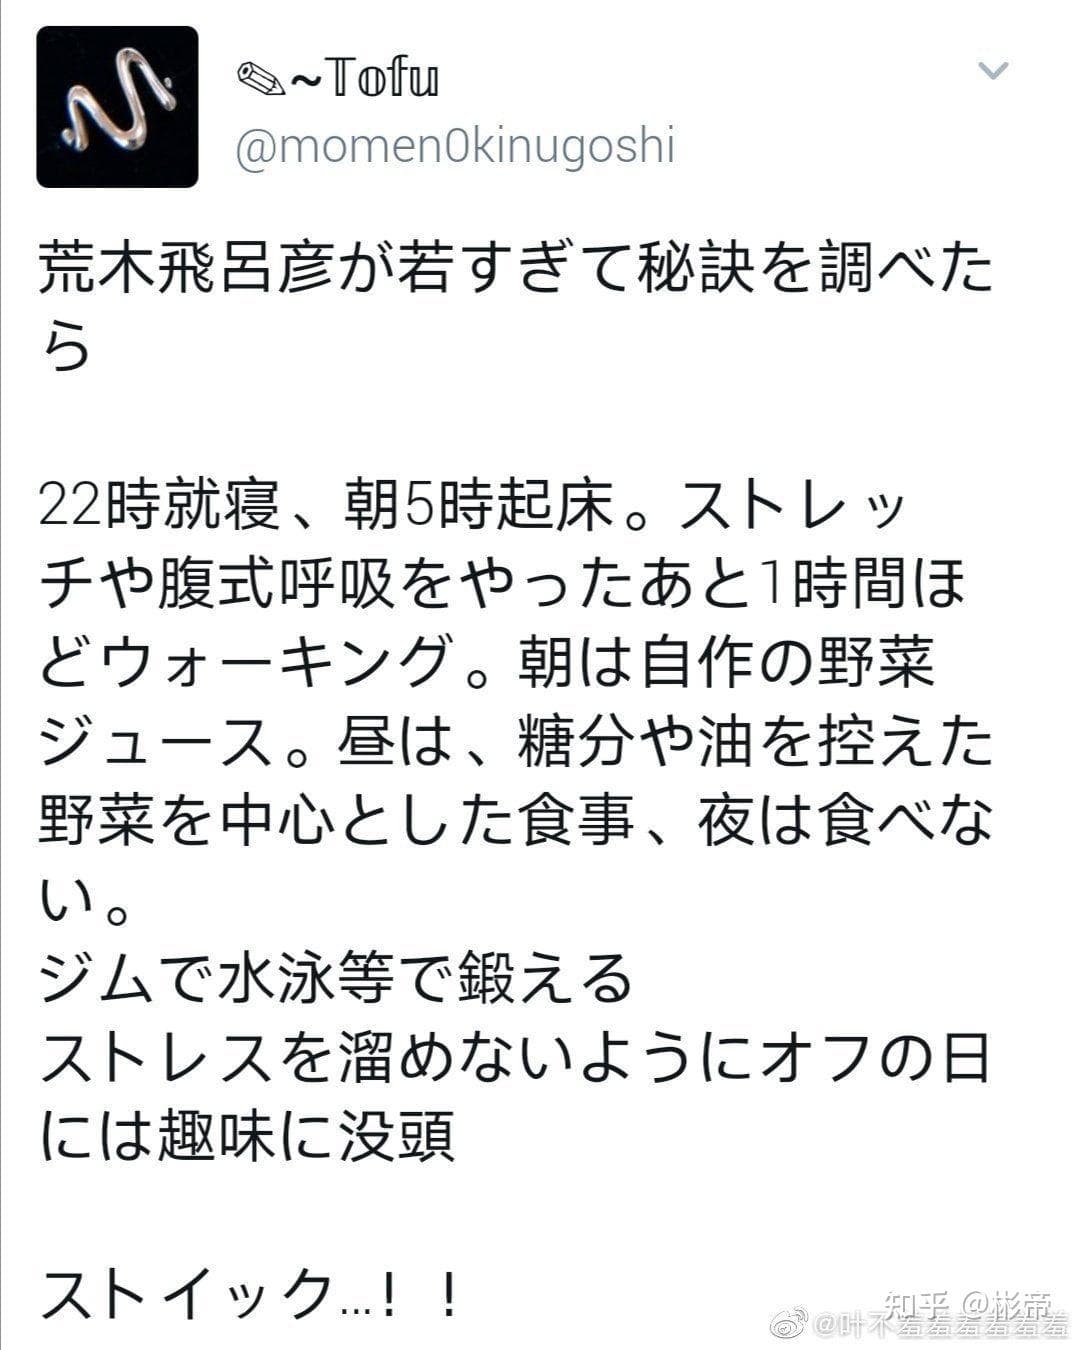 ✎~𝕋𝕠𝕗𝕦
@momen0kinugoshi
荒木飛呂彦が若すぎて秘訣を調べた
ら
22時就寝、朝5時起床。ストレッ
チや腹式呼吸をやったあと1時間ほ
どウォーキング。朝は自作の野菜
ジュース。昼は、糖分や油を控えた
野菜を中心とした食事、夜は食べな
い。
ジムで水泳等で鍛える
ストレスを溜めないようにオフの日
には趣味に没頭
ストイック...！！
知乎 @彬帝
@叶不羞羞羞羞羞羞羞